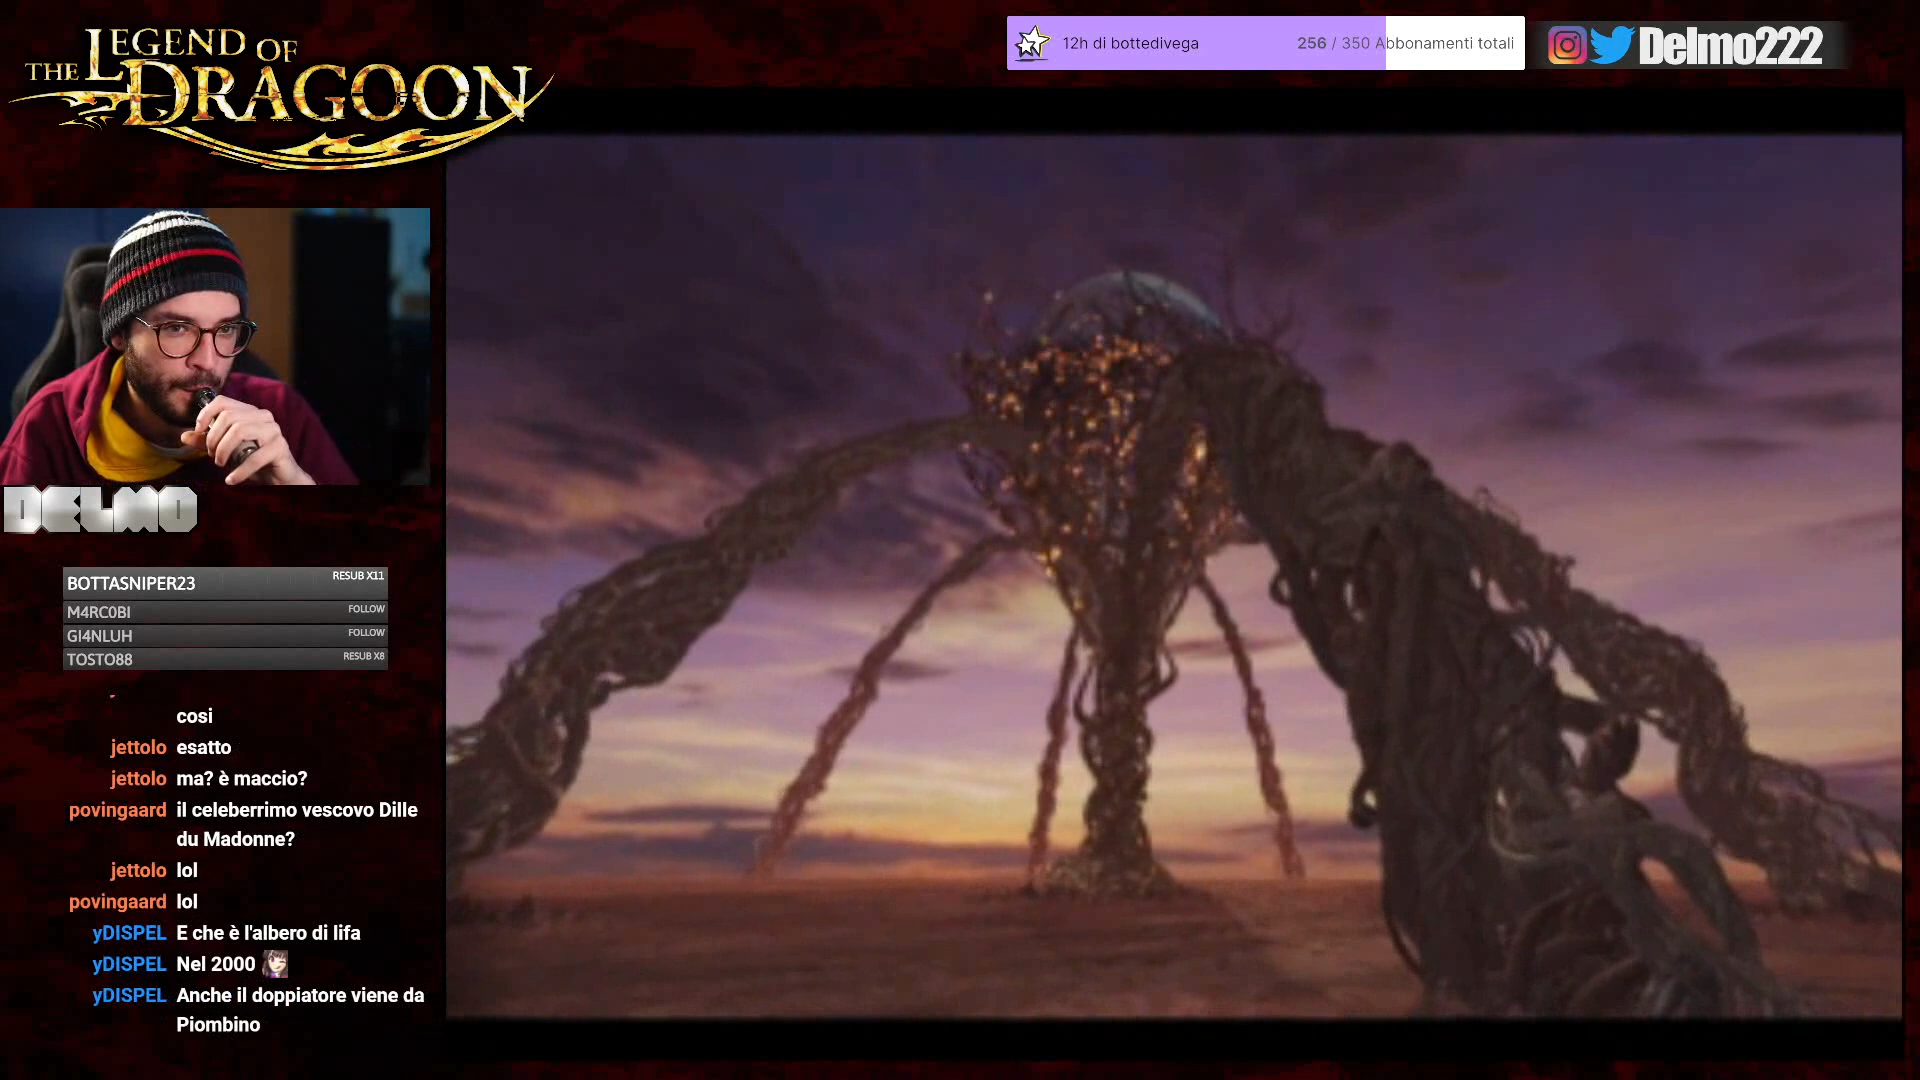 THE LEGEND OF
DRAGOON
12h di bottedivega
256 / 350 Abbonamenti totali
Delmo222
DELMO
BOTTASNIPER23 RESUB X11
M4RC0BI FOLLOW
GI4NLUH FOLLOW
TOSTO88 RESUB X8
cosi
jettolo esatto
jettolo ma? è maccio?
povingaard il celeberrimo vescovo Dille
du Madonne?
jettolo lol
povingaard lol
yDISPEL E che è l'albero di lifa
yDISPEL Nel 2000
yDISPEL Anche il doppiatore viene da
Piombino